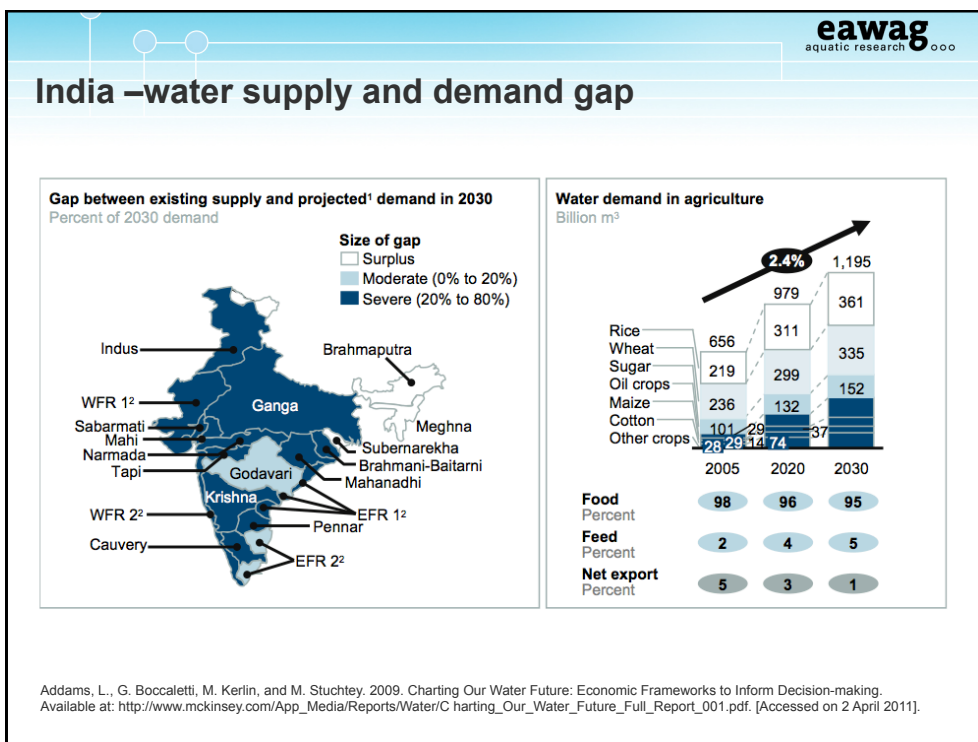 eawag
aquatic research
India –water supply and demand gap
Gap between existing supply and projected¹ demand in 2030
Percent of 2030 demand
Size of gap
Surplus
Moderate (0% to 20%)
Severe (20% to 80%)
Indus
Brahmaputra
WFR 1²
Ganga
Sabarmati
Meghna
Mahi
Subernarekha
Narmada
Brahmani-Baitarni
Tapi
Godavari
Mahanadhi
Krishna
WFR 2²
EFR 1²
Pennar
Cauvery
EFR 2²
Water demand in agriculture
Billion m³
2.4%
1,195
979
361
656
311
Rice
Wheat
219
335
Sugar
299
Oil crops
236
152
Maize
132
Cotton
101 29 37
Other crops
28 29 14 74
2005 2020 2030
Food 98 96 95
Percent
Feed 2 4 5
Percent
Net export 5 3 1
Percent
Addams, L., G. Boccaletti, M. Kerlin, and M. Stuchtey. 2009. Charting Our Water Future: Economic Frameworks to Inform Decision-making.
Available at: http://www.mckinsey.com/App_Media/Reports/Water/C harting_Our_Water_Future_Full_Report_001.pdf. [Accessed on 2 April 2011].